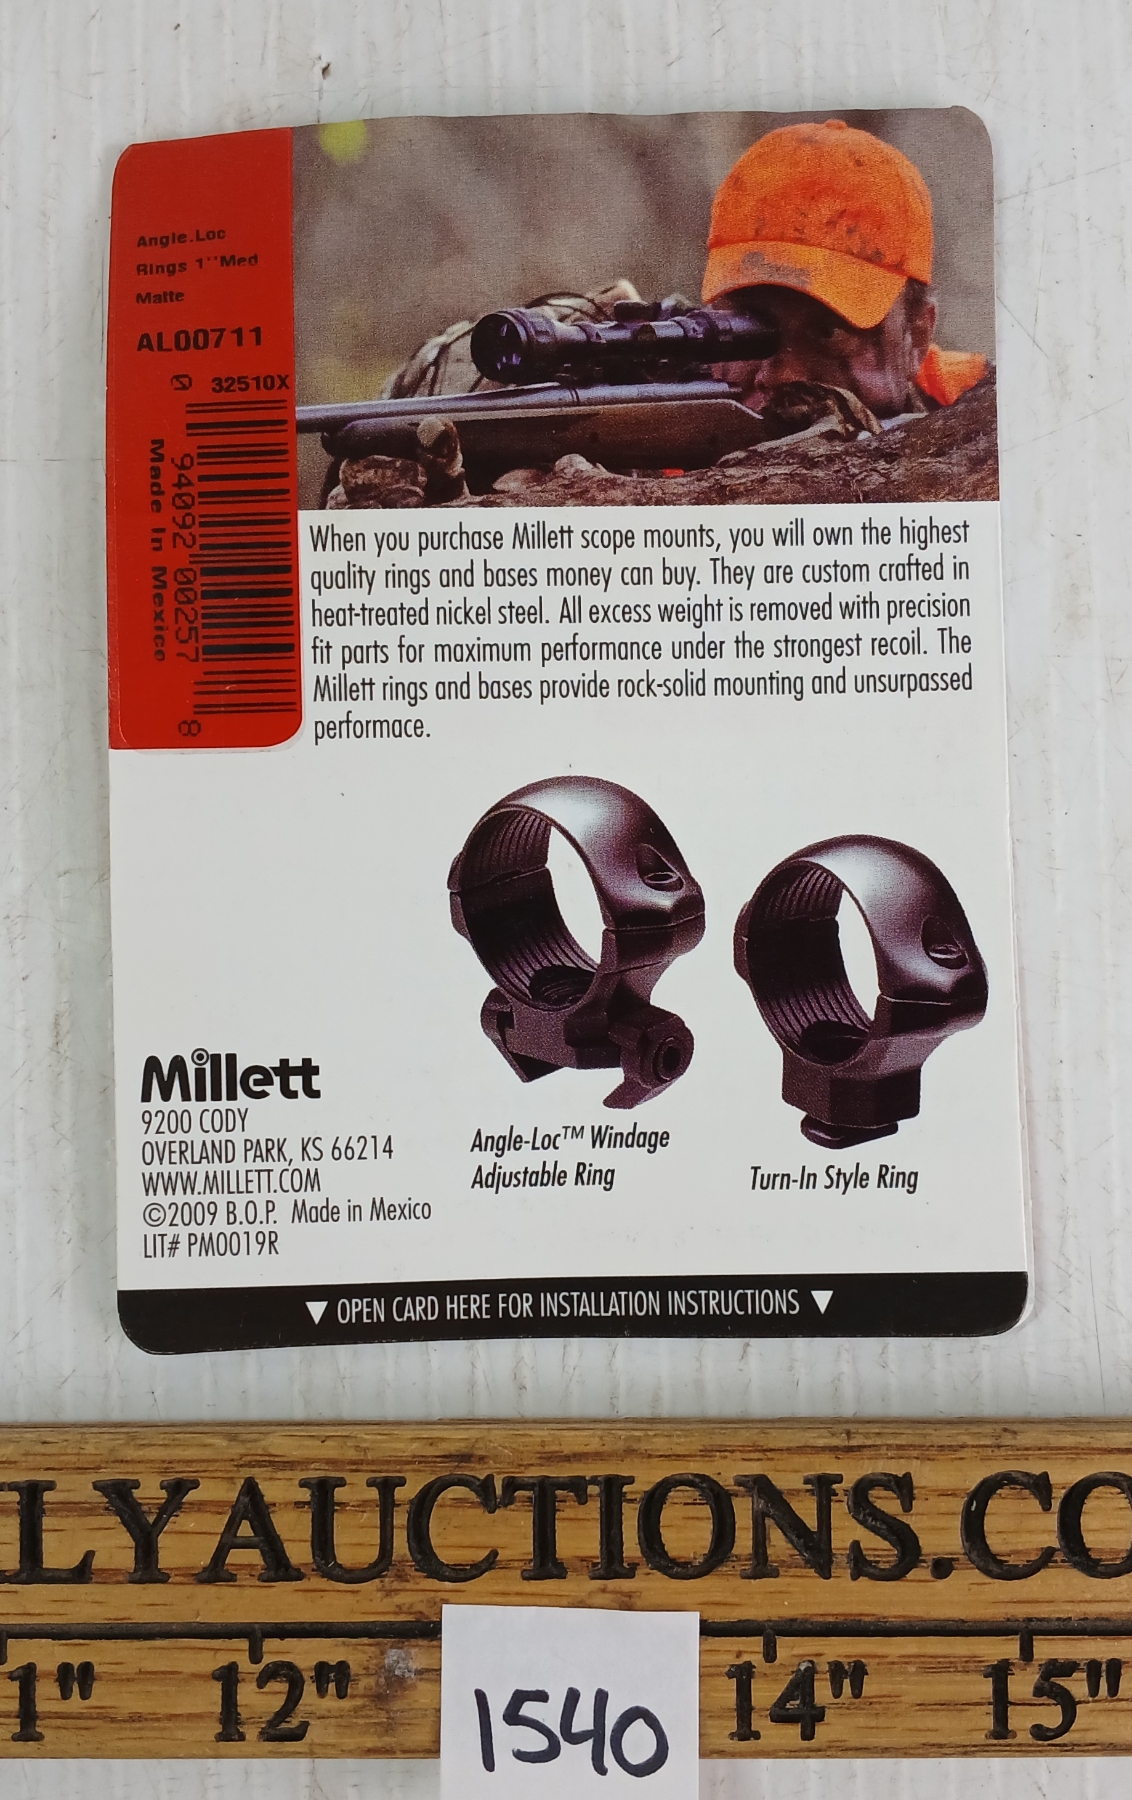 Angle.Loc
Rings 1"Med
Matte
AL00711
32510X
0 94092 00257 8
Made In Mexico
When you purchase Millett scope mounts, you will own the highest
quality rings and bases money can buy. They are custom crafted in
heat-treated nickel steel. All excess weight is removed with precision
fit parts for maximum performance under the strongest recoil. The
Millett rings and bases provide rock-solid mounting and unsurpassed
performace.
Millett
9200 CODY
OVERLAND PARK, KS 66214
WWW.MILLETT.COM
©2009 B.O.P. Made in Mexico
LIT# PM0019R
Angle-Loc™ Windage
Adjustable Ring
Turn-In Style Ring
▼ OPEN CARD HERE FOR INSTALLATION INSTRUCTIONS ▼
LYAUCTIONS.CO
1" 12" 14" 15"
1540